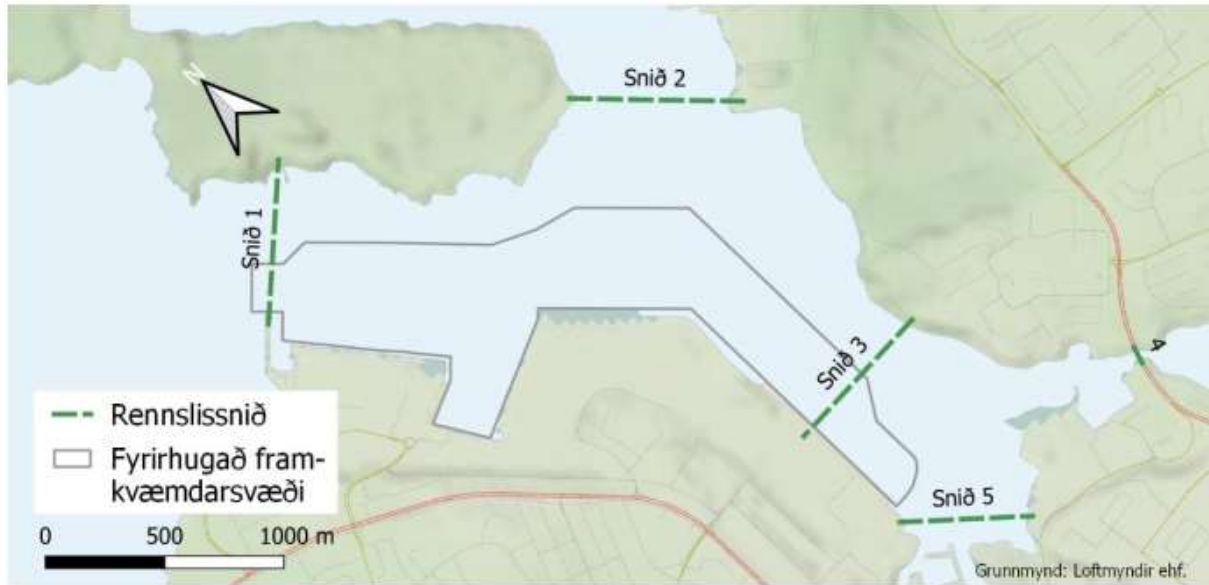 Snið 2
N
Snið 1
Snið 3
4
Snið 5
Rennslissnið
Fyrirhugað fram-
kvæmdarsvæði
0 500 1000 m
Grunnmynd: Loftmyndir ehf.